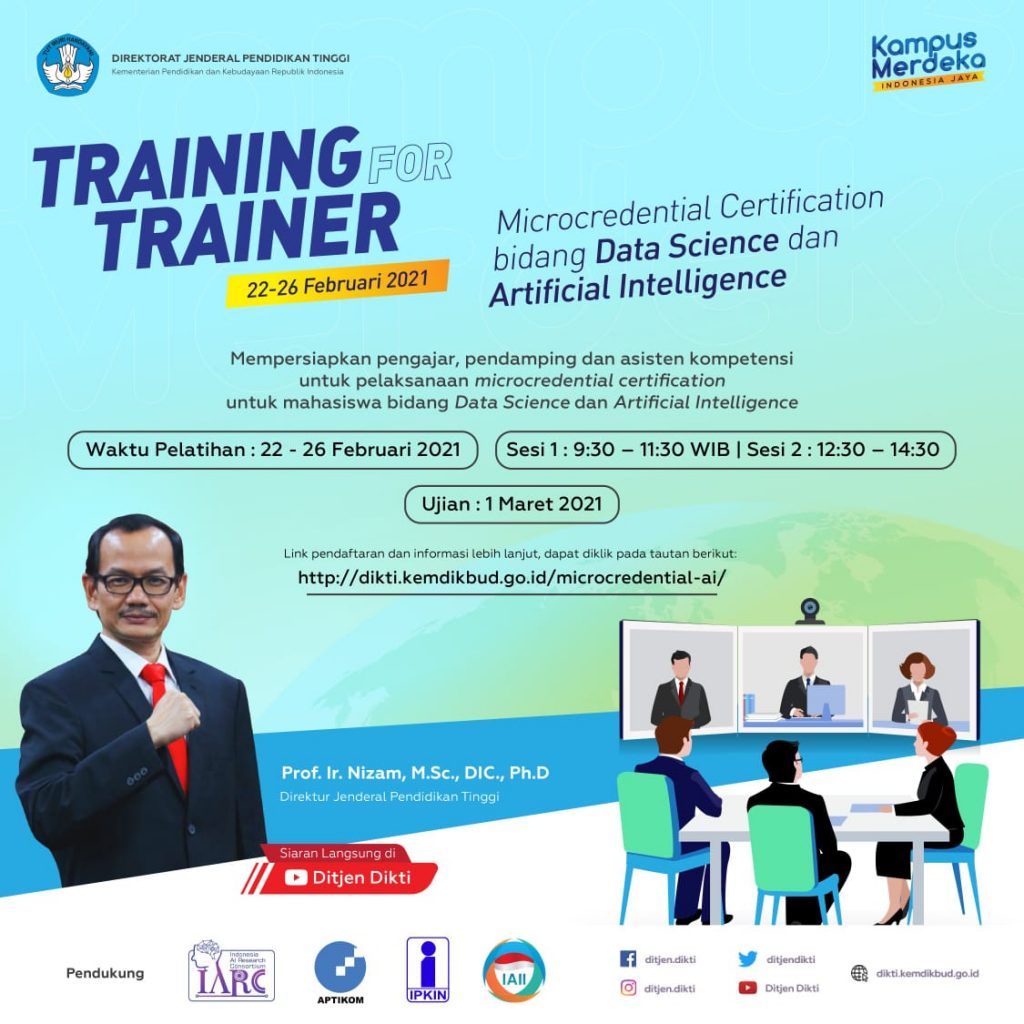 DIREKTORAT JENDERAL PENDIDIKAN TINGGI
Kementerian Pendidikan dan Kebudayaan Republik Indonesia
Kampus
Merdeka
INDONESIA JAYA
TRAINING FOR
TRAINER
22-26 Februari 2021
Microcredential Certification
bidang Data Science dan
Artificial Intelligence
Mempersiapkan pengajar, pendamping dan asisten kompetensi
untuk pelaksanaan microcredential certification
untuk mahasiswa bidang Data Science dan Artificial Intelligence
Waktu Pelatihan : 22 - 26 Februari 2021
Sesi 1 : 9:30 – 11:30 WIB | Sesi 2 : 12:30 – 14:30
Ujian : 1 Maret 2021
Link pendaftaran dan informasi lebih lanjut, dapat diklik pada tautan berikut:
http://dikti.kemdikbud.go.id/microcredential-ai/
Prof. Ir. Nizam, M.Sc., DIC., Ph.D
Direktur Jenderal Pendidikan Tinggi
Siaran Langsung di
Ditjen Dikti
Pendukung
Indonesia
AI Research
Consortium
IARC
APTIKOM
IPKIN
IAII
ditjen.dikti
ditjendikti
ditjen.dikti
Ditjen Dikti
dikti.kemdikbud.go.id